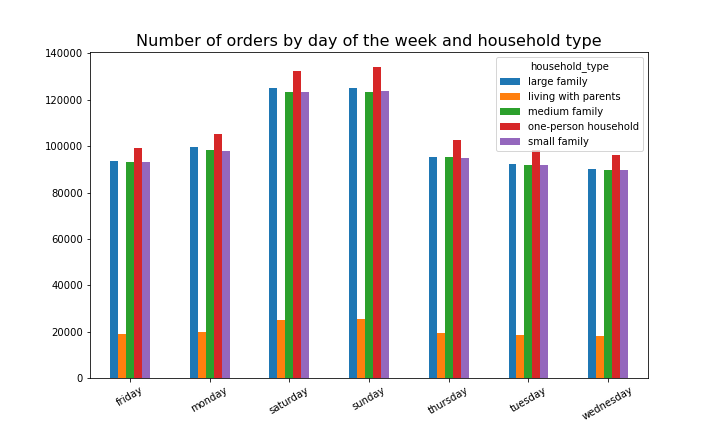 Number of orders by day of the week and household type
140000
120000
100000
80000
60000
40000
20000
0
household_type
large family
living with parents
medium family
one-person household
small family
friday
monday
saturday
sunday
thursday
tuesday
wednesday